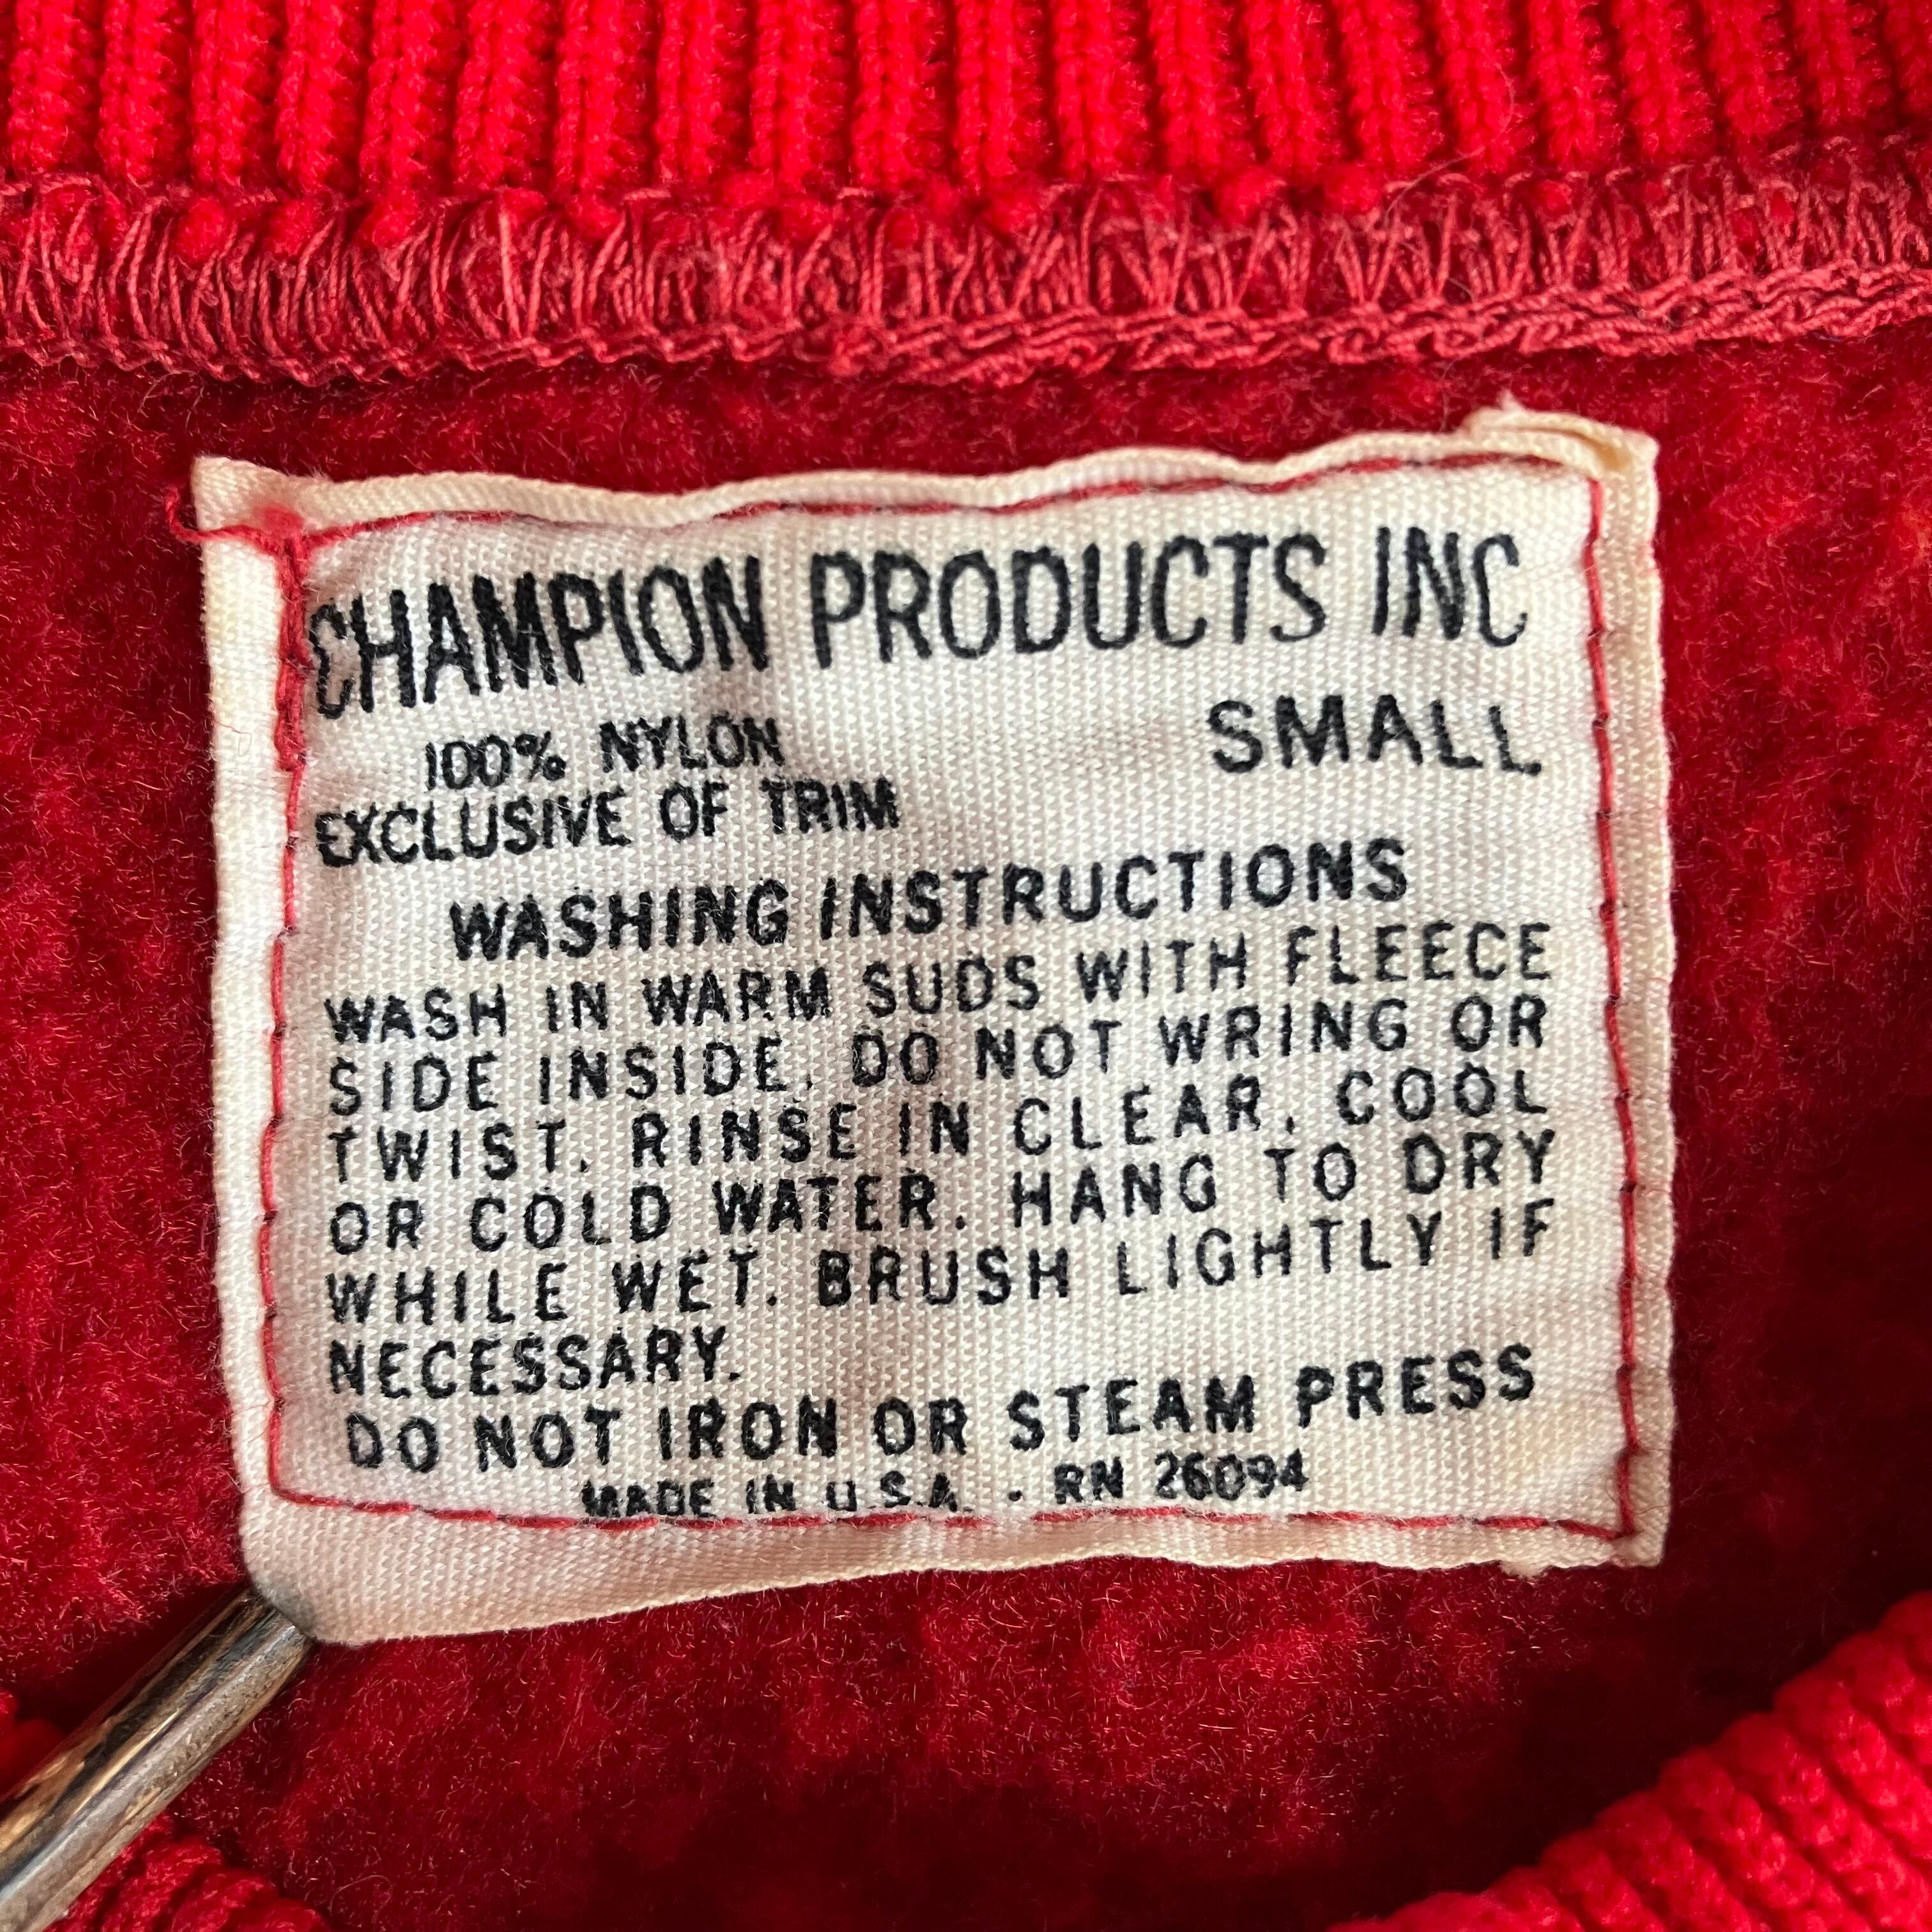 CHAMPION PRODUCTS INC
100% NYLON SMALL
EXCLUSIVE OF TRIM
WASHING INSTRUCTIONS
WASH IN WARM SUDS WITH FLEECE
SIDE INSIDE. DO NOT WRING OR
TWIST. RINSE IN CLEAR, COOL
OR COLD WATER. HANG TO DRY
WHILE WET. BRUSH LIGHTLY IF
NECESSARY.
DO NOT IRON OR STEAM PRESS
MADE IN U.S.A. . RN 26094